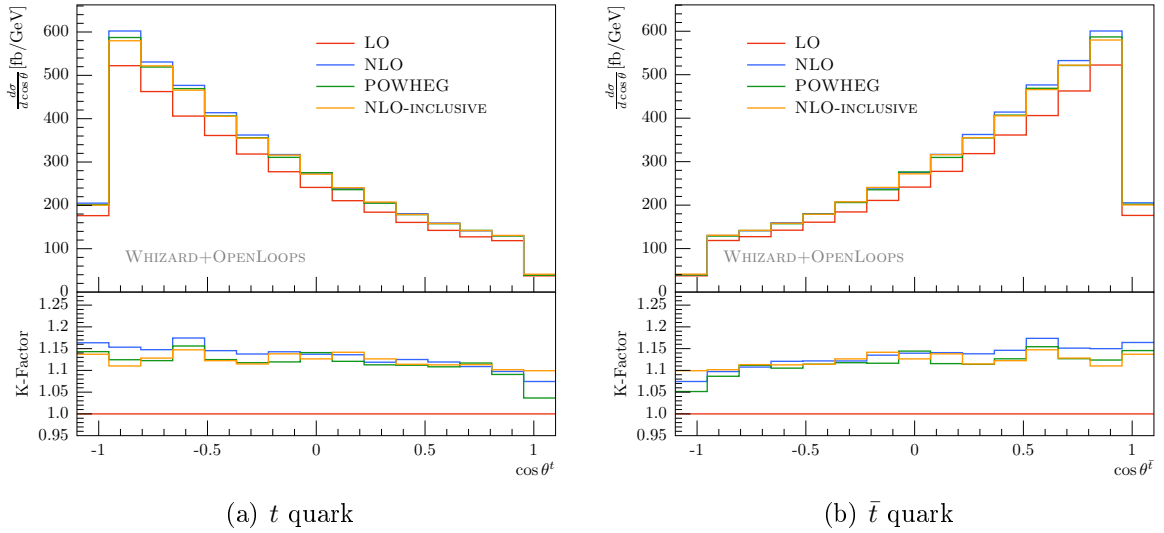 dσ/d cos θ [fb/GeV]
600
500
400
300
200
100
0
LO
NLO
POWHEG
NLO-INCLUSIVE
WHIZARD+OPENLOOPS
K-Factor
1.25
1.2
1.15
1.1
1.05
1.0
0.95
-1 -0.5 0 0.5 1
cos θ^t
(a) t quark
dσ/d cos θ [fb/GeV]
600
500
400
300
200
100
0
LO
NLO
POWHEG
NLO-INCLUSIVE
WHIZARD+OPENLOOPS
K-Factor
1.25
1.2
1.15
1.1
1.05
1.0
0.95
-1 -0.5 0 0.5 1
cos θ^t̄
(b) t̄ quark